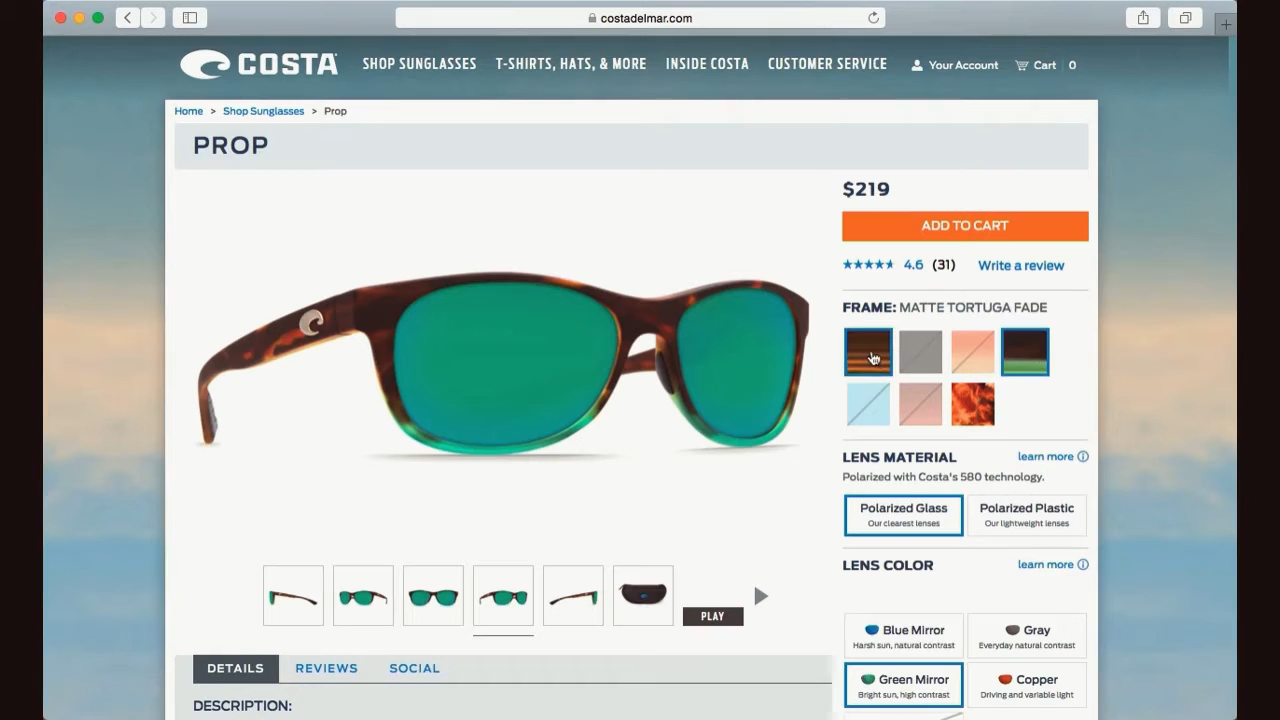 costadelmar.com
COSTA
SHOP SUNGLASSES
T-SHIRTS, HATS, & MORE
INSIDE COSTA
CUSTOMER SERVICE
Your Account
Cart 0
Home > Shop Sunglasses > Prop
PROP
$219
ADD TO CART
4.6 (31) Write a review
FRAME: MATTE TORTUGA FADE
LENS MATERIAL learn more
Polarized with Costa's 580 technology.
Polarized Glass
Our clearest lenses
Polarized Plastic
Our lightweight lenses
LENS COLOR learn more
Blue Mirror
Harsh sun, natural contrast
Gray
Everyday natural contrast
Green Mirror
Bright sun, high contrast
Copper
Driving and variable light
PLAY
DETAILS
REVIEWS
SOCIAL
DESCRIPTION: